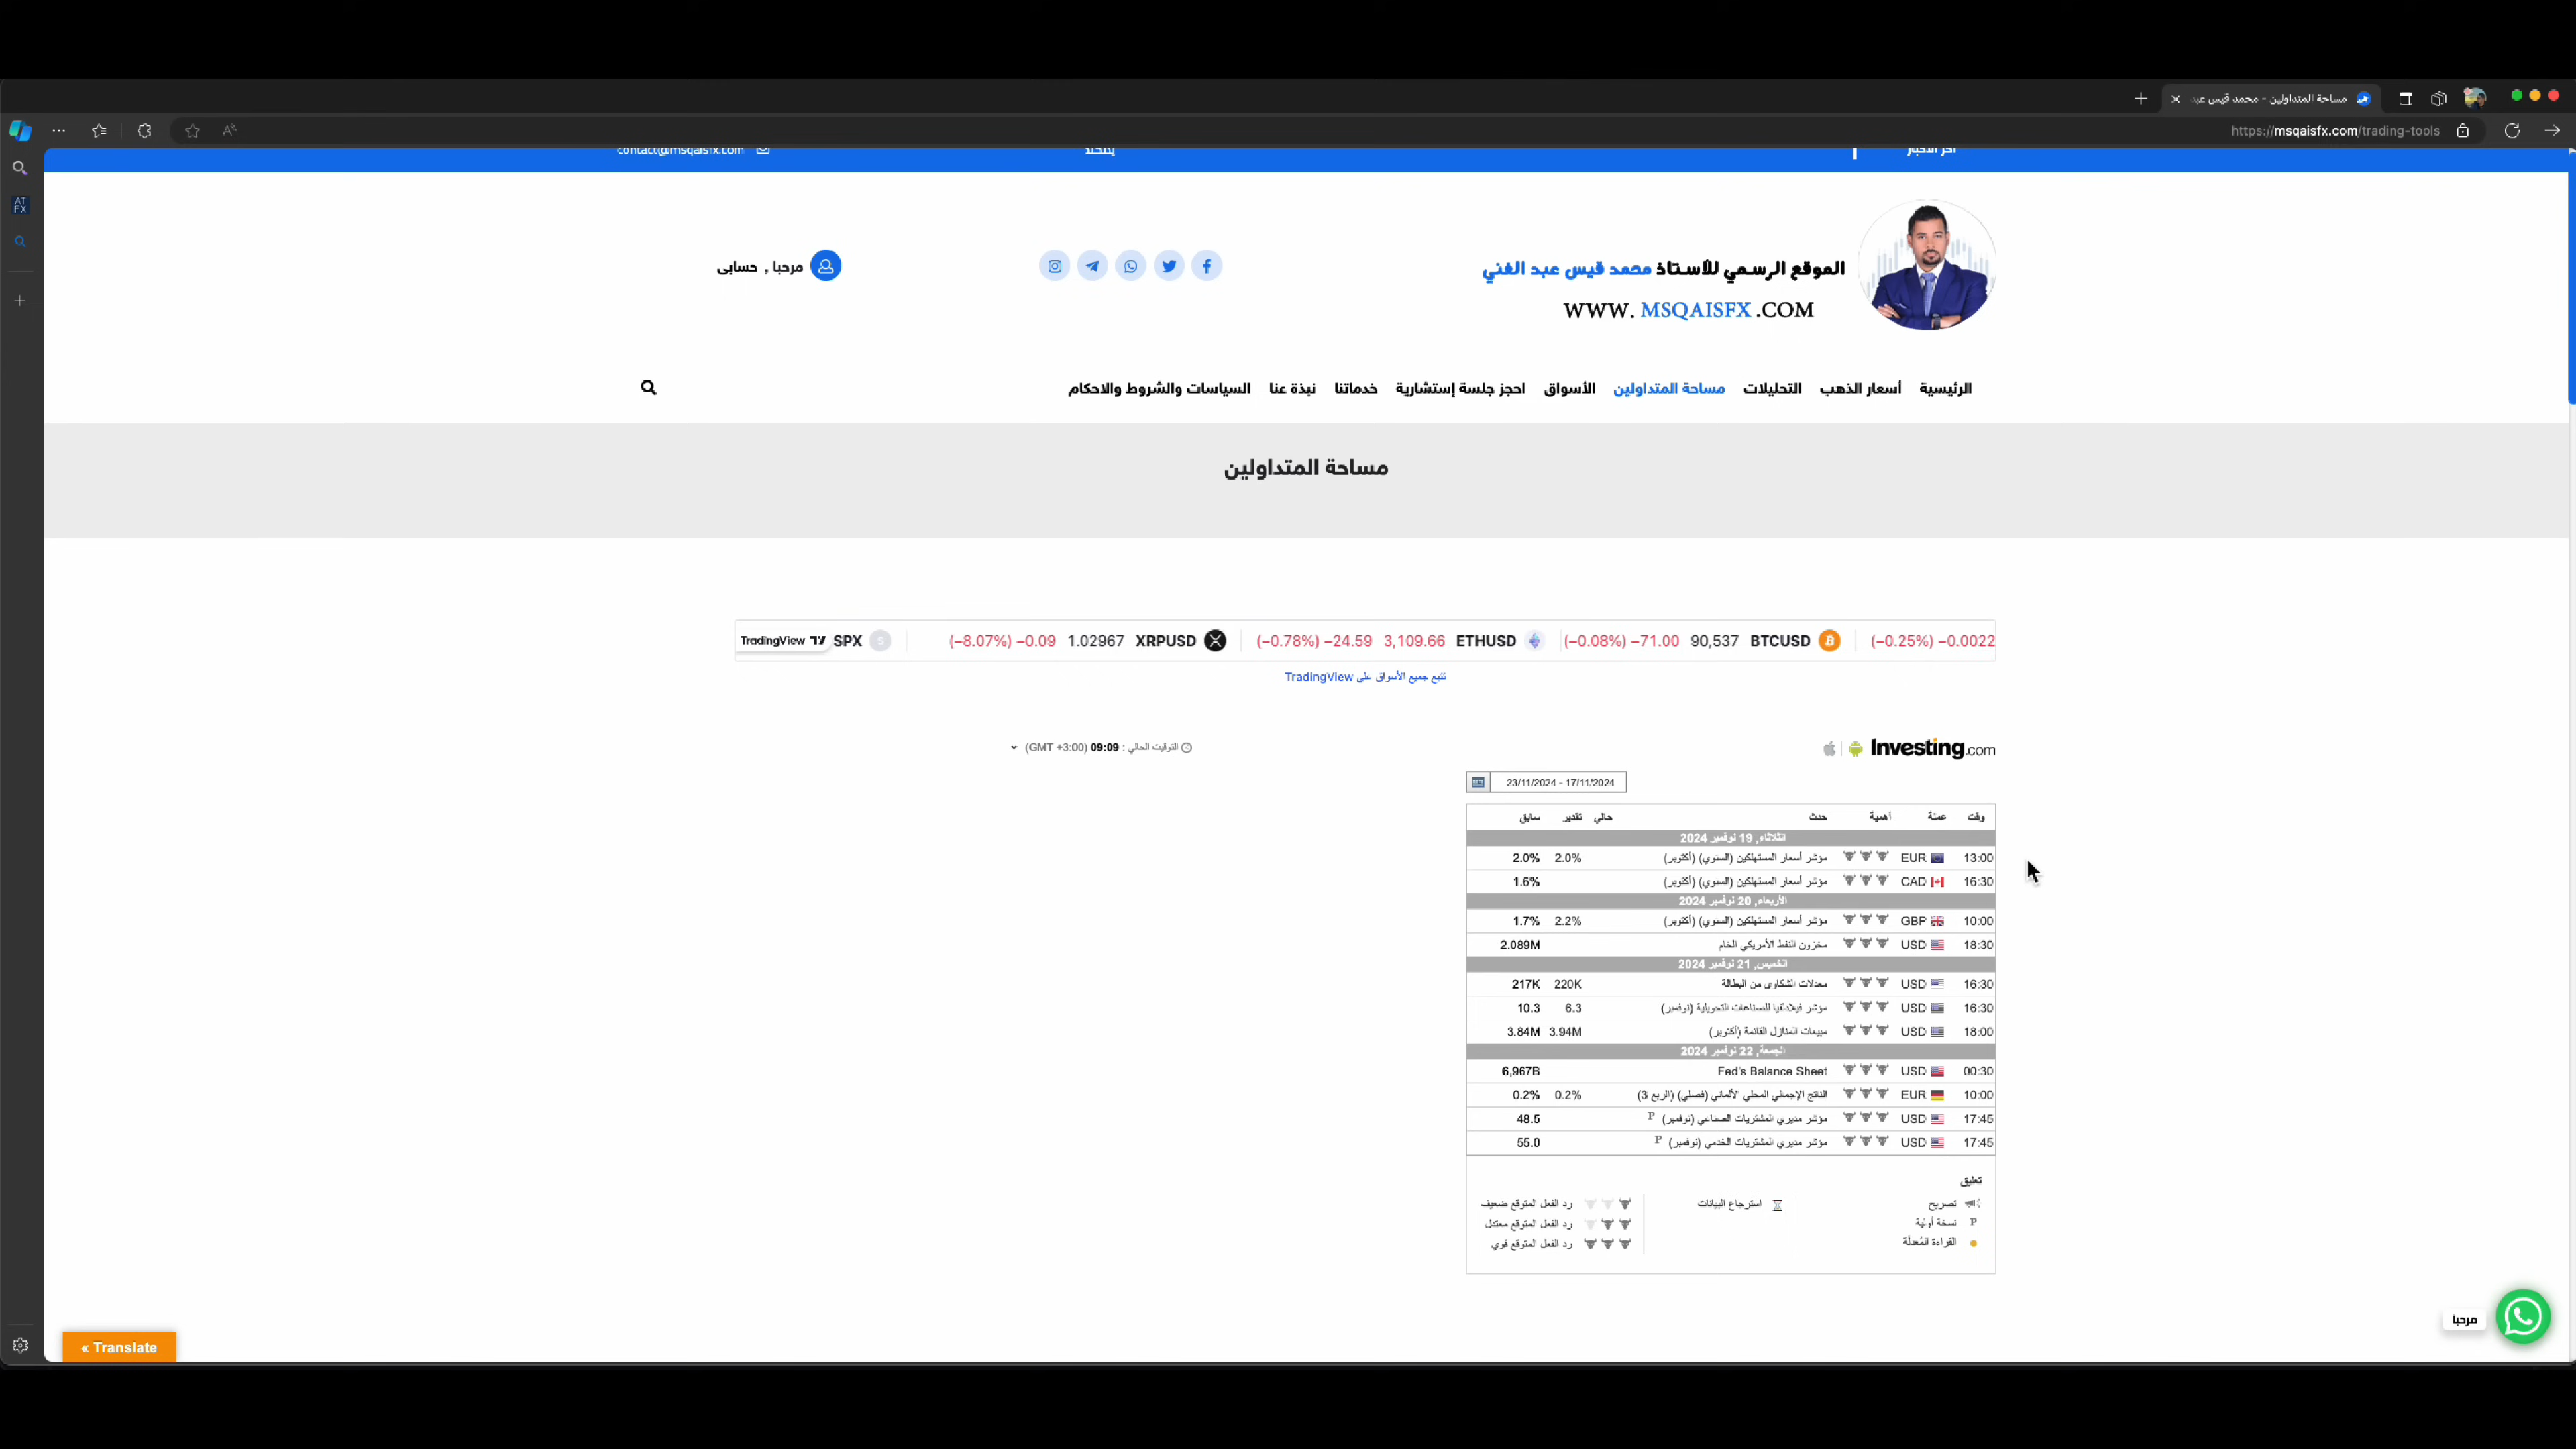 مساحة المتداولين - محمد قيس عبد
https://msqaisfx.com/trading-tools
AT FX
contact@msqaisfx.com
الموقع الرسمي للأستاذ محمد قيس عبد الغني
WWW. MSQAISFX .COM
مرحبا , حسابى
الرئيسية أسعار الذهب التحليلات مساحة المتداولين الأسواق احجز جلسة إستشارية خدماتنا نبذة عنا السياسات والشروط والاحكام
مساحة المتداولين
(−0.25%) −0.0022
BTCUSD 90,537 −71.00 (−0.08%)
ETHUSD 3,109.66 −24.59 (−0.78%)
XRPUSD 1.02967 −0.09 (−8.07%)
SPX
TradingView
تتبع جميع الأسواق على TradingView
Investing.com
التوقيت الحالي : 09:09 (GMT +3:00)
23/11/2024 - 17/11/2024
وقت عملة أهمية حدث حالي تقدير سابق
الثلاثاء, 19 نوفمبر 2024
13:00 EUR مؤشر أسعار المستهلكين (السنوي) (أكتوبر) 2.0% 2.0%
16:30 CAD مؤشر أسعار المستهلكين (السنوي) (أكتوبر) 1.6%
الأربعاء, 20 نوفمبر 2024
10:00 GBP مؤشر أسعار المستهلكين (السنوي) (أكتوبر) 2.2% 1.7%
18:30 USD مخزون النفط الأمريكي الخام 2.089M
الخميس, 21 نوفمبر 2024
16:30 USD معدلات الشكاوى من البطالة 220K 217K
16:30 USD مؤشر فيلادلفيا للصناعات التحويلية (نوفمبر) 6.3 10.3
18:00 USD مبيعات المنازل القائمة (أكتوبر) 3.94M 3.84M
الجمعة, 22 نوفمبر 2024
00:30 USD Fed's Balance Sheet 6,967B
10:00 EUR الناتج الإجمالي المحلي الألماني (فصلي) (الربع 3) 0.2% 0.2%
17:45 USD مؤشر مديري المشتريات الصناعي (نوفمبر) P 48.5
17:45 USD مؤشر مديري المشتريات الخدمي (نوفمبر) P 55.0
تعليق
تصريح
P نسخة أولية
القراءة المُعدلّة
استرجاع البيانات
رد الفعل المتوقع ضعيف
رد الفعل المتوقع معتدل
رد الفعل المتوقع قوي
مرحبا
Translate »